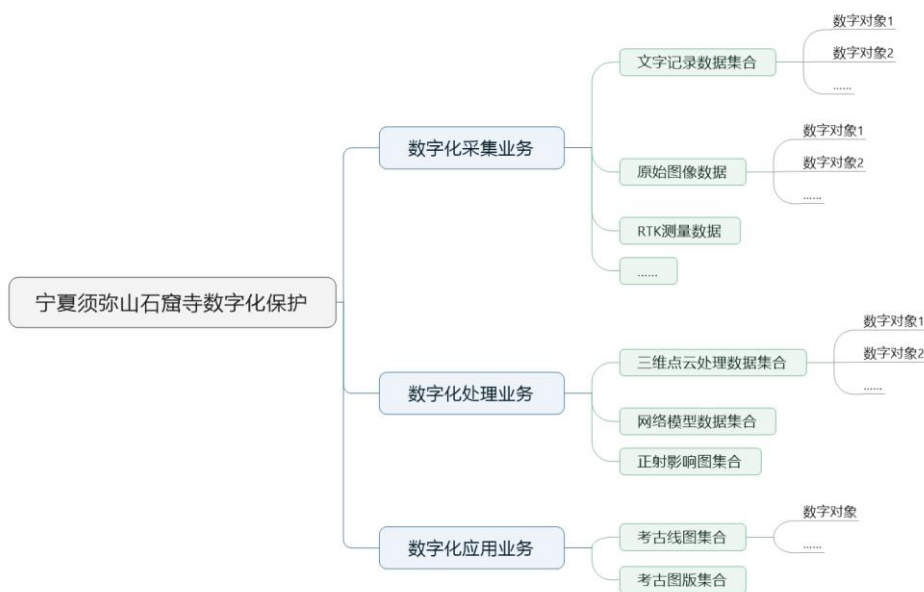 宁夏须弥山石窟寺数字化保护
数字化采集业务
文字记录数据集合
数字对象1
数字对象2
......
原始图像数据
数字对象1
数字对象2
......
RTK测量数据
......
数字化处理业务
三维点云处理数据集合
数字对象1
数字对象2
......
网络模型数据集合
正射影响图集合
数字化应用业务
考古线图集合
数字对象
......
考古图版集合